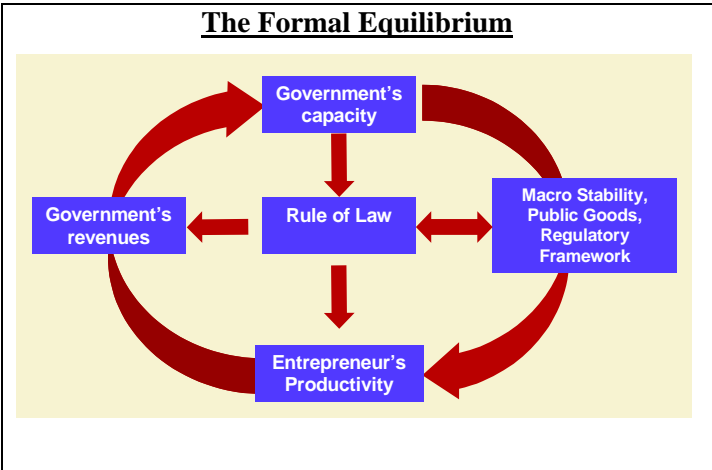 The Formal Equilibrium
Government's
capacity
Government's
revenues
Rule of Law
Macro Stability,
Public Goods,
Regulatory
Framework
Entrepreneur's
Productivity